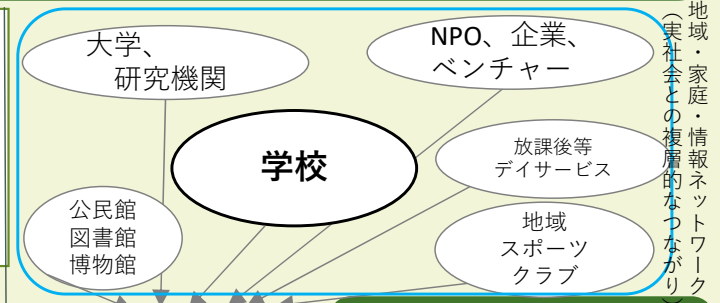 大学、
研究機関
NPO、企業、
ベンチャー
学校
放課後等
デイサービス
公民館
図書館
博物館
地域
スポーツ
クラブ
地域・家庭・情報ネットワーク
（実社会との複層的なつながり）